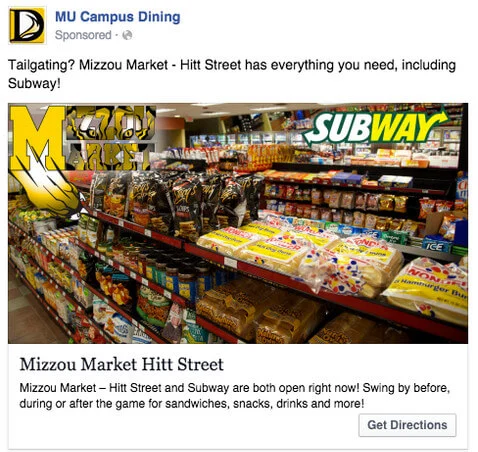 MU Campus Dining
Sponsored ·
Tailgating? Mizzou Market - Hitt Street has everything you need, including
Subway!
MIZZOU
MARKET
SUBWAY
ICE
Hamburger Buns
Mizzou Market Hitt Street
Mizzou Market – Hitt Street and Subway are both open right now! Swing by before,
during or after the game for sandwiches, snacks, drinks and more!
Get Directions